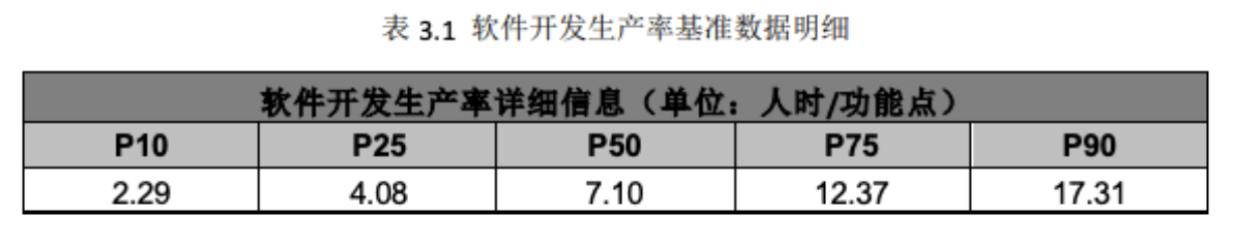 表 3.1 软件开发生产率基准数据明细
软件开发生产率详细信息（单位：人时/功能点）
P10 P25 P50 P75 P90
2.29 4.08 7.10 12.37 17.31